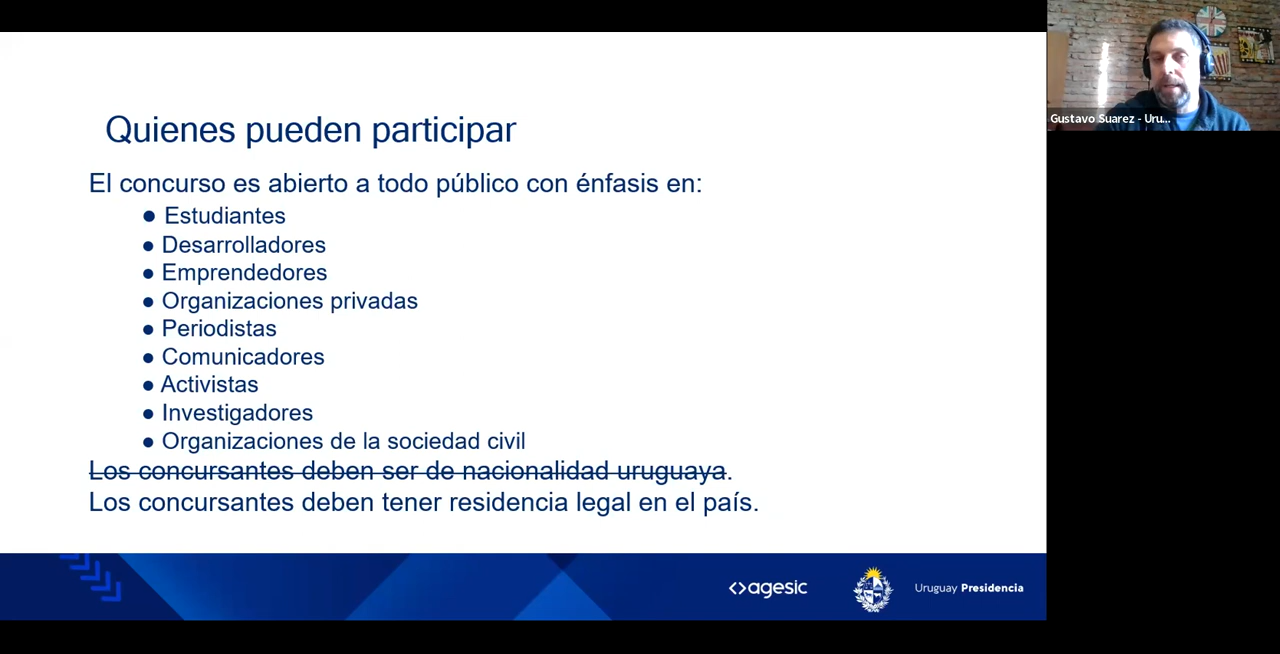 Quienes pueden participar
El concurso es abierto a todo público con énfasis en:
● Estudiantes
● Desarrolladores
● Emprendedores
● Organizaciones privadas
● Periodistas
● Comunicadores
● Activistas
● Investigadores
● Organizaciones de la sociedad civil
Los concursantes deben ser de nacionalidad uruguaya.
Los concursantes deben tener residencia legal en el país.
<>agesic
Uruguay Presidencia
Gustavo Suarez - Uru...